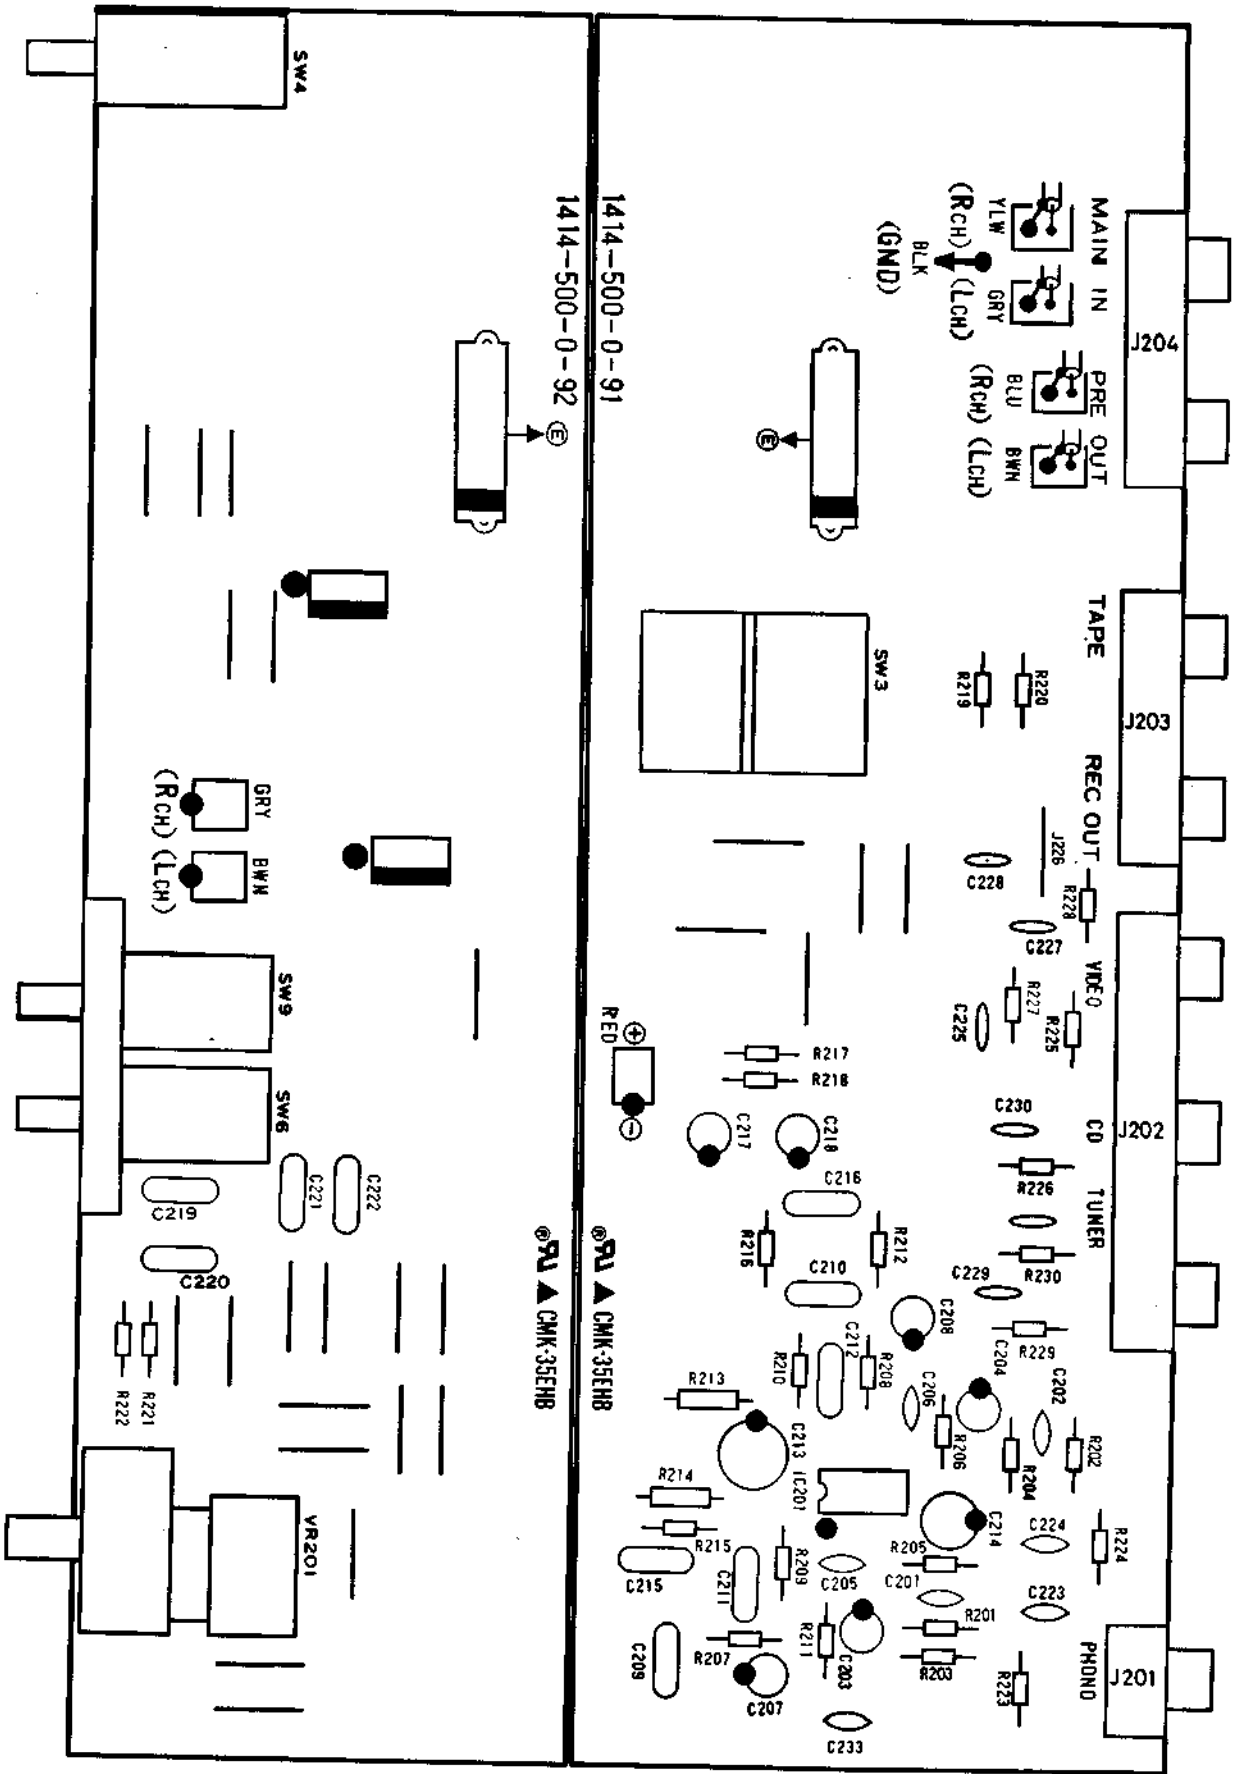 SW4
1414-500-0-92
1414-500-0-91
MAIN IN
YLW
(RCH)
GRY
(LCH)
BLK
(GND)
J204
PRE OUT
BLU
(RCH)
BWN
(LCH)
E
E
TAPE
SW3
R219
R220
J203
REC OUT
J226
C228
R228
C227
VIDEO
R227
C225
R225
GRY
(RCH)
BWN
(LCH)
SW9
SW6
RED
+
-
R217
R218
C217
C218
C230
CD
J202
R226
TUNER
R230
C229
R229
C216
R216
R212
C210
C208
C219
C220
C221
C222
CMK-35EHB
CMK-35EHB
R221
R222
R210
C212
R208
C206
C204
C202
R213
C213
R206
R204
R202
IC201
R214
R215
C214
C224
R224
C215
C211
R209
C205
R205
C201
C223
VR201
R201
R203
C209
R207
R211
C203
C207
R223
PHONO
J201
C233